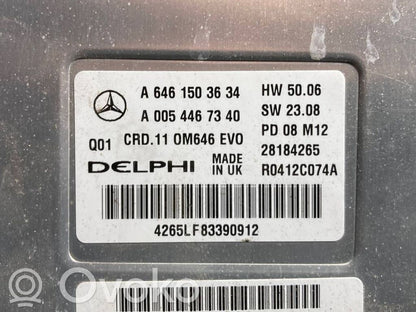 A 646 150 36 34 HW 50.06
A 005 446 73 40 SW 23.08
Q01 CRD.11 OM646 EVO PD 08 M12
DELPHI MADE IN UK 28184265
R0412C074A
4265LF83390912
Ovoko